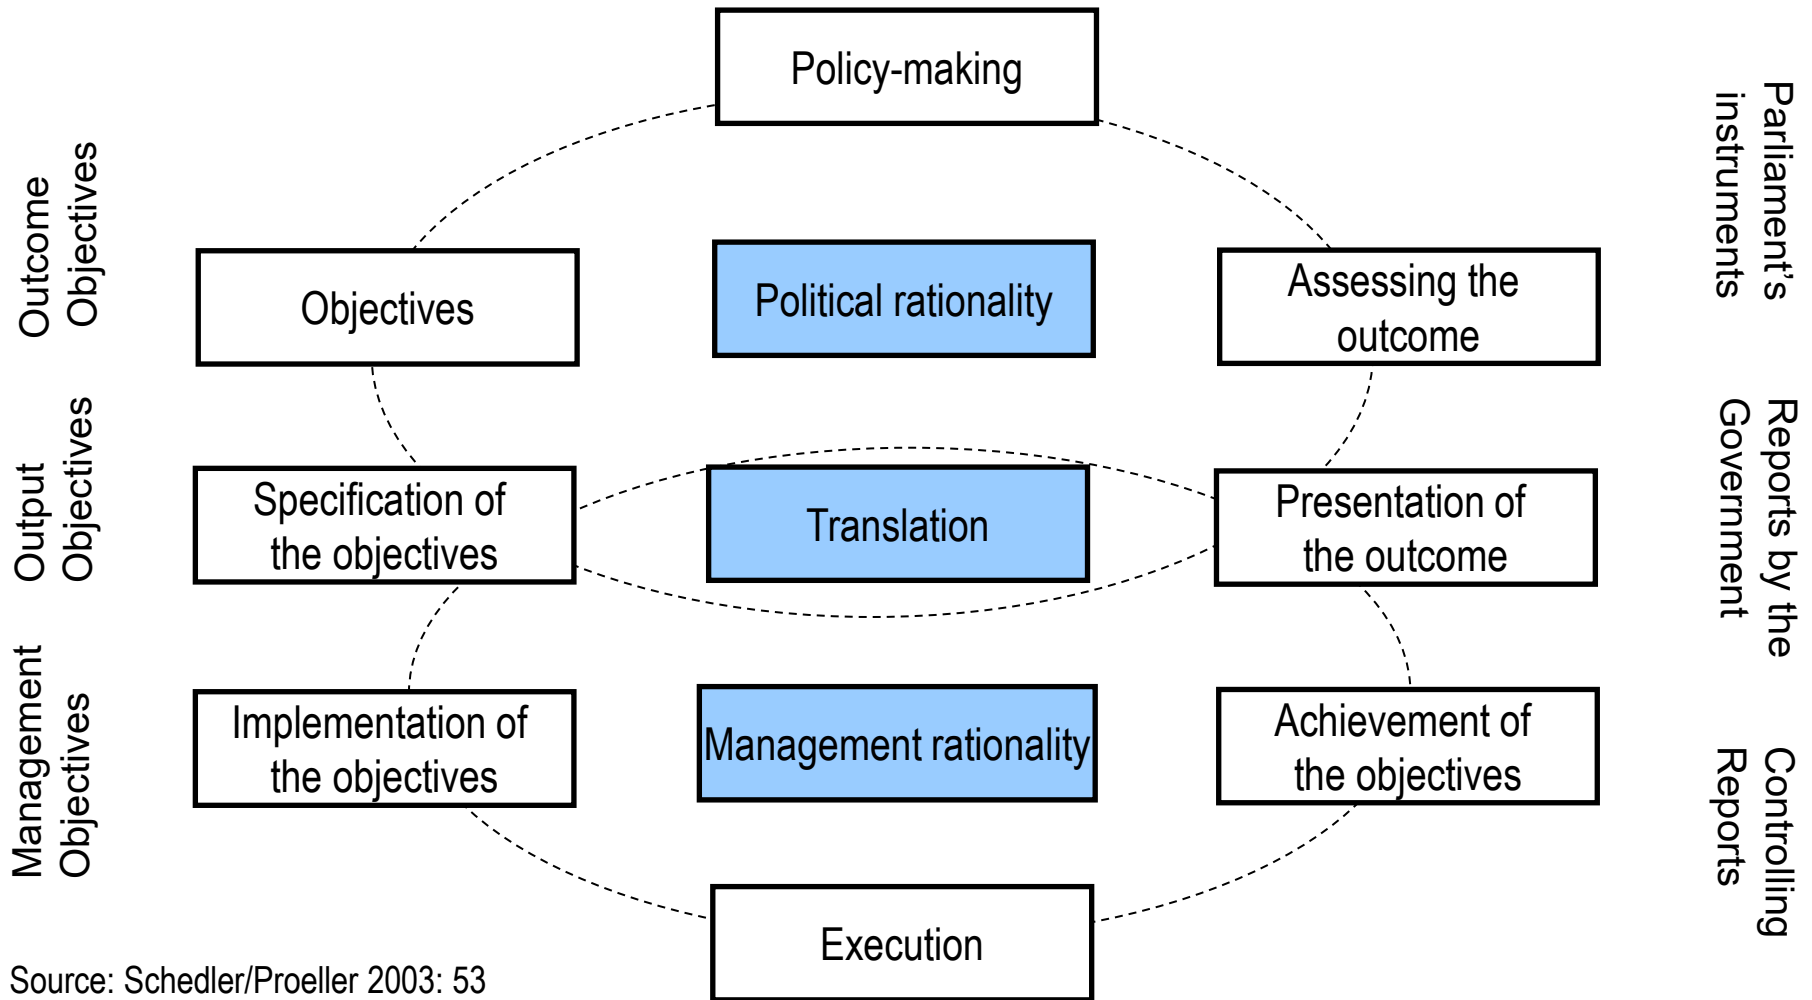 Policy-making
Outcome
Objectives
Objectives
Political rationality
Assessing the
outcome
Parliament's
instruments
Output
Objectives
Specification of
the objectives
Translation
Presentation of
the outcome
Reports by the
Government
Management
Objectives
Implementation of
the objectives
Management rationality
Achievement of
the objectives
Controlling
Reports
Execution
Source: Schedler/Proeller 2003: 53